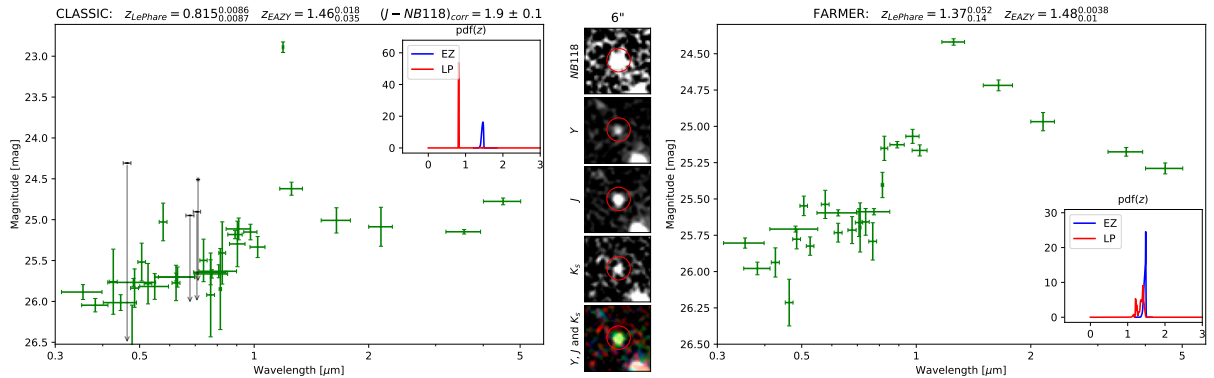 CLASSIC: z_LePhare = 0.815^0.0086_0.0087 z_EAZY = 1.46^0.018_0.035 (J − NB118)_corr = 1.9 ± 0.1
23.0
23.5
24.0
24.5
25.0
25.5
26.0
26.5
Magnitude [mag]
0.3
0.5
1
2
5
Wavelength [μm]
pdf(z)
60
40
20
0
EZ
LP
0
1
2
3
6"
NB118
Y
J
K_s
Y, J and K_s
FARMER: z_LePhare = 1.37^0.052_0.14 z_EAZY = 1.48^0.0038_0.01
24.50
24.75
25.00
25.25
25.50
25.75
26.00
26.25
26.50
Magnitude [mag]
0.3
0.5
1
2
5
Wavelength [μm]
pdf(z)
30
20
10
0
EZ
LP
0
1
2
3